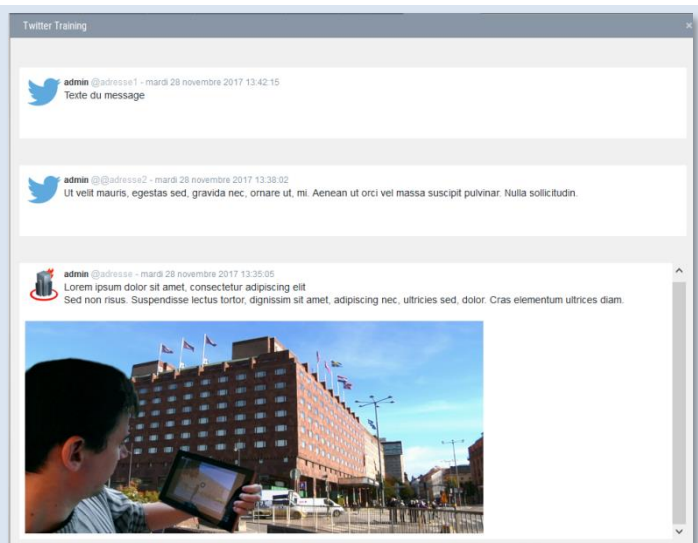 Twitter Training
admin @adresse1 - mardi 28 novembre 2017 13:42:15
Texte du message
admin @@adresse2 - mardi 28 novembre 2017 13:38:02
Ut velit mauris, egestas sed, gravida nec, ornare ut, mi. Aenean ut orci vel massa suscipit pulvinar. Nulla sollicitudin.
admin @adresse - mardi 28 novembre 2017 13:35:05
Lorem ipsum dolor sit amet, consectetur adipiscing elit
Sed non risus. Suspendisse lectus tortor, dignissim sit amet, adipiscing nec, ultricies sed, dolor. Cras elementum ultrices diam.